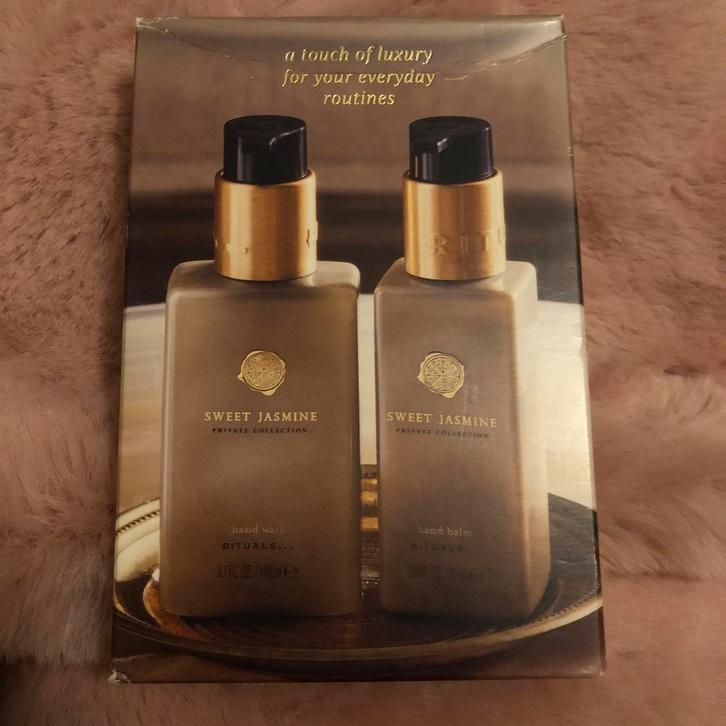 a touch of luxury
for your everyday
routines
RITU
SWEET JASMINE
PRIVATE COLLECTION
hand wash
RITUALS...
SWEET JASMINE
PRIVATE COLLECTION
hand balm
RITUALS...